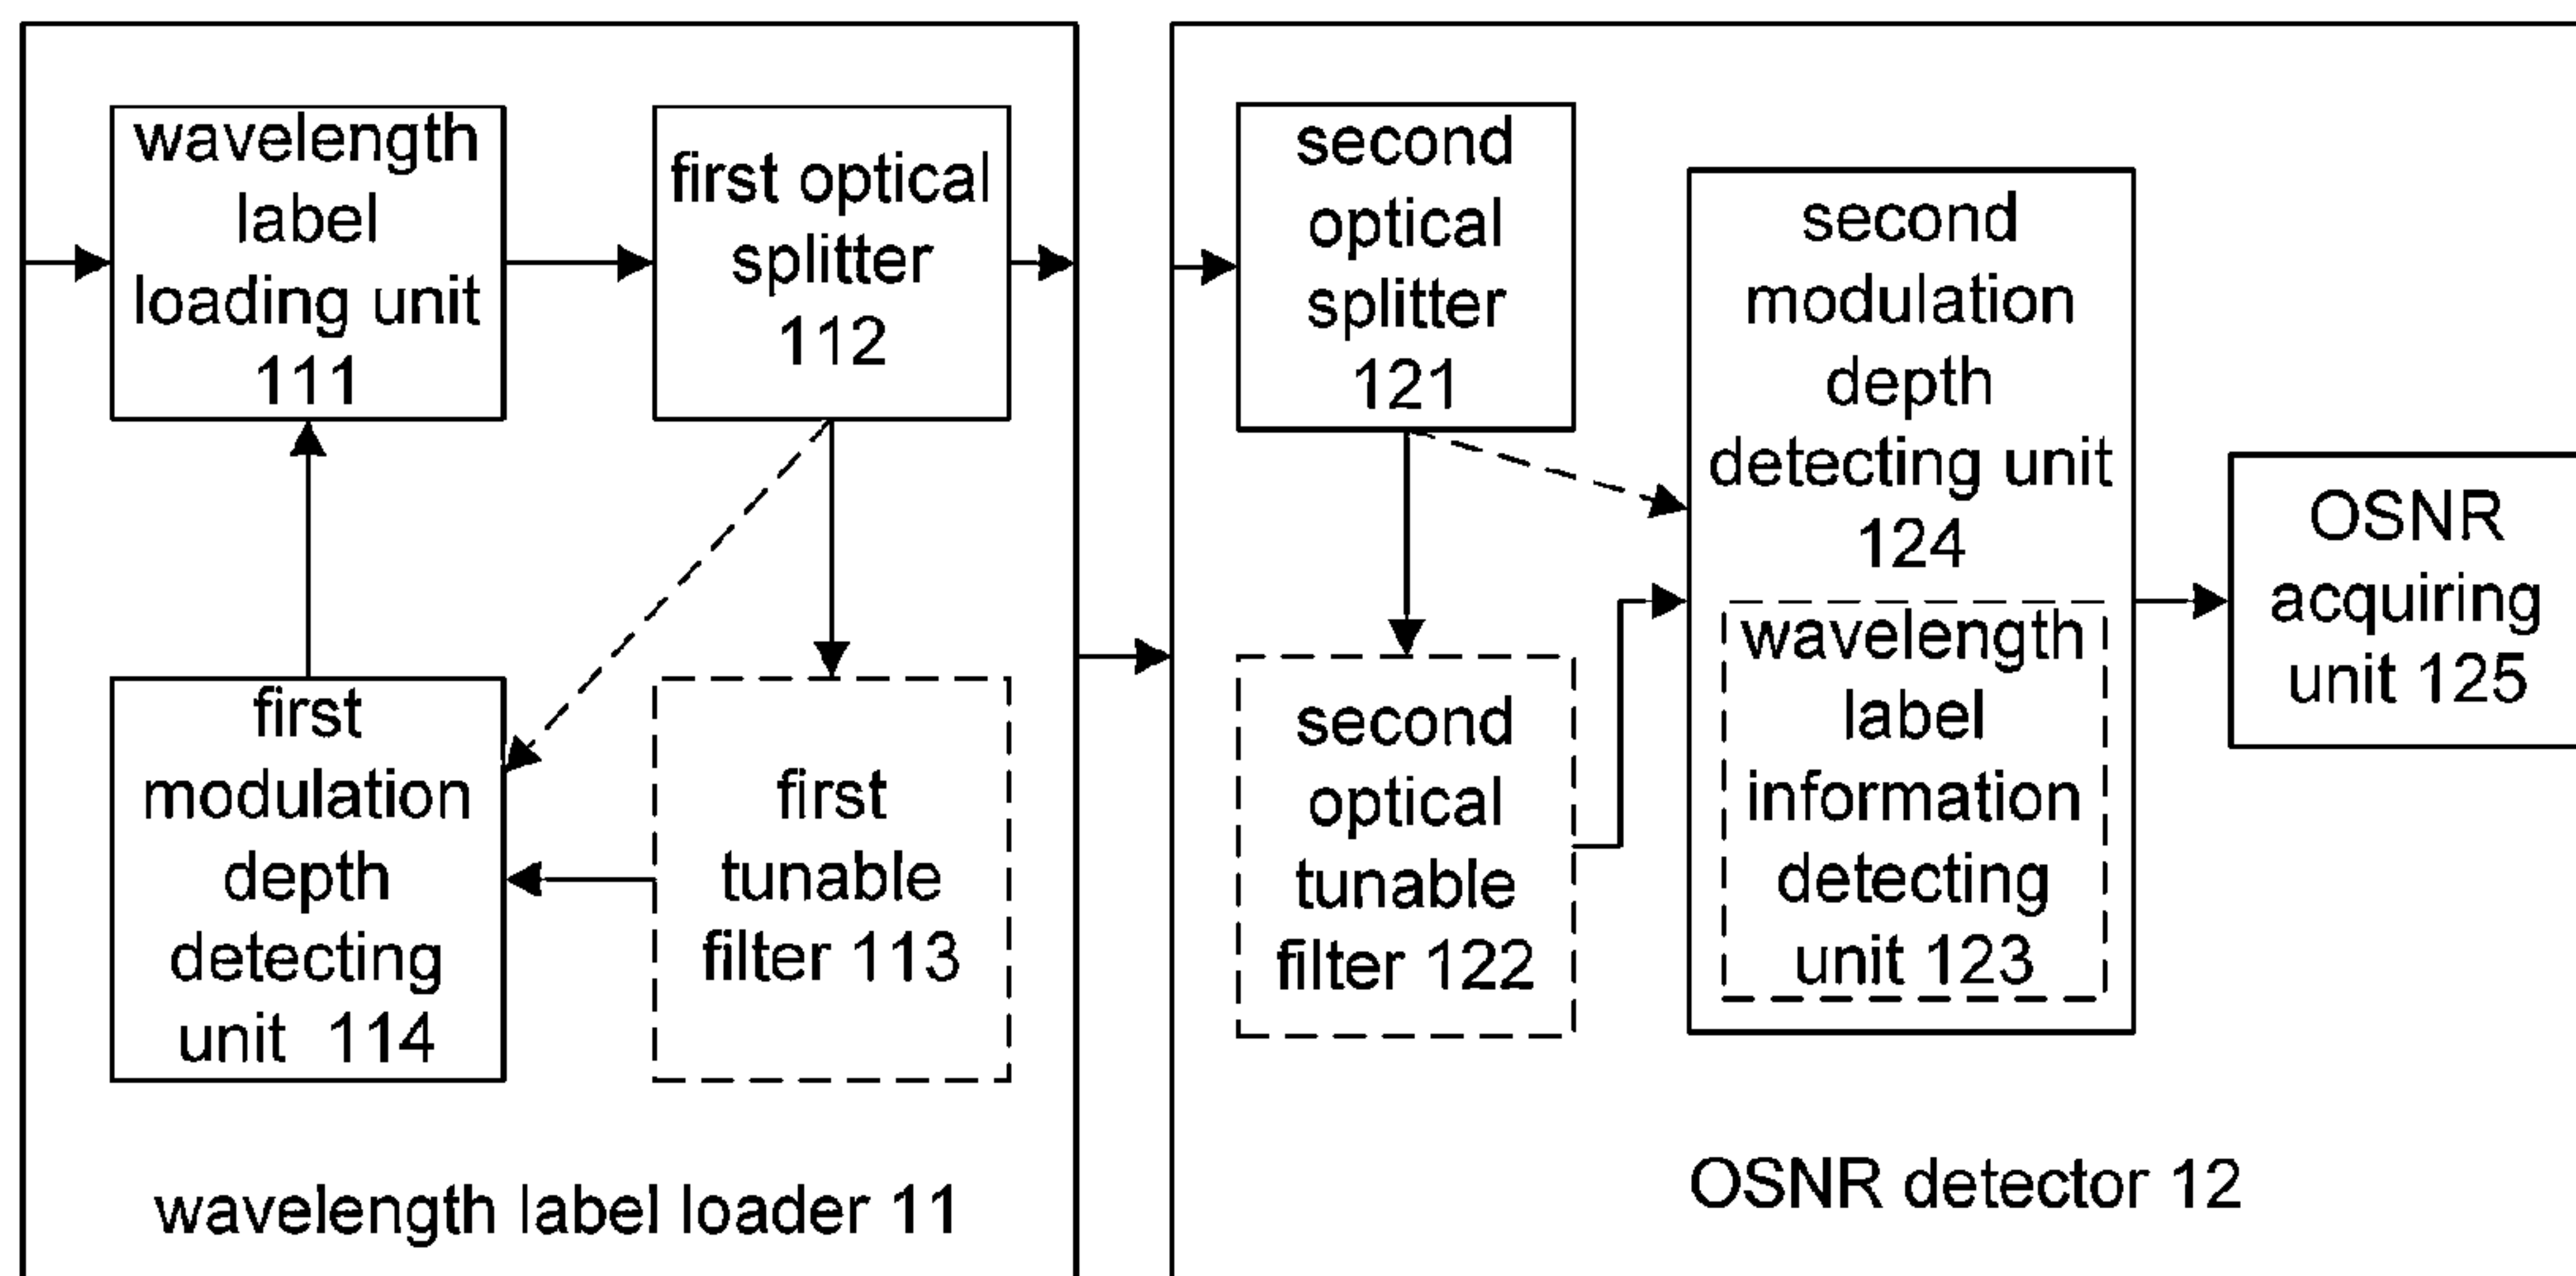 wavelength
label
loading unit
111
first optical
splitter
112
first
modulation
depth
detecting
unit 114
first
tunable
filter 113
wavelength label loader 11
second
optical
splitter
121
second
optical
tunable
filter 122
second
modulation
depth
detecting unit
124
wavelength
label
information
detecting
unit 123
OSNR
acquiring
unit 125
OSNR detector 12